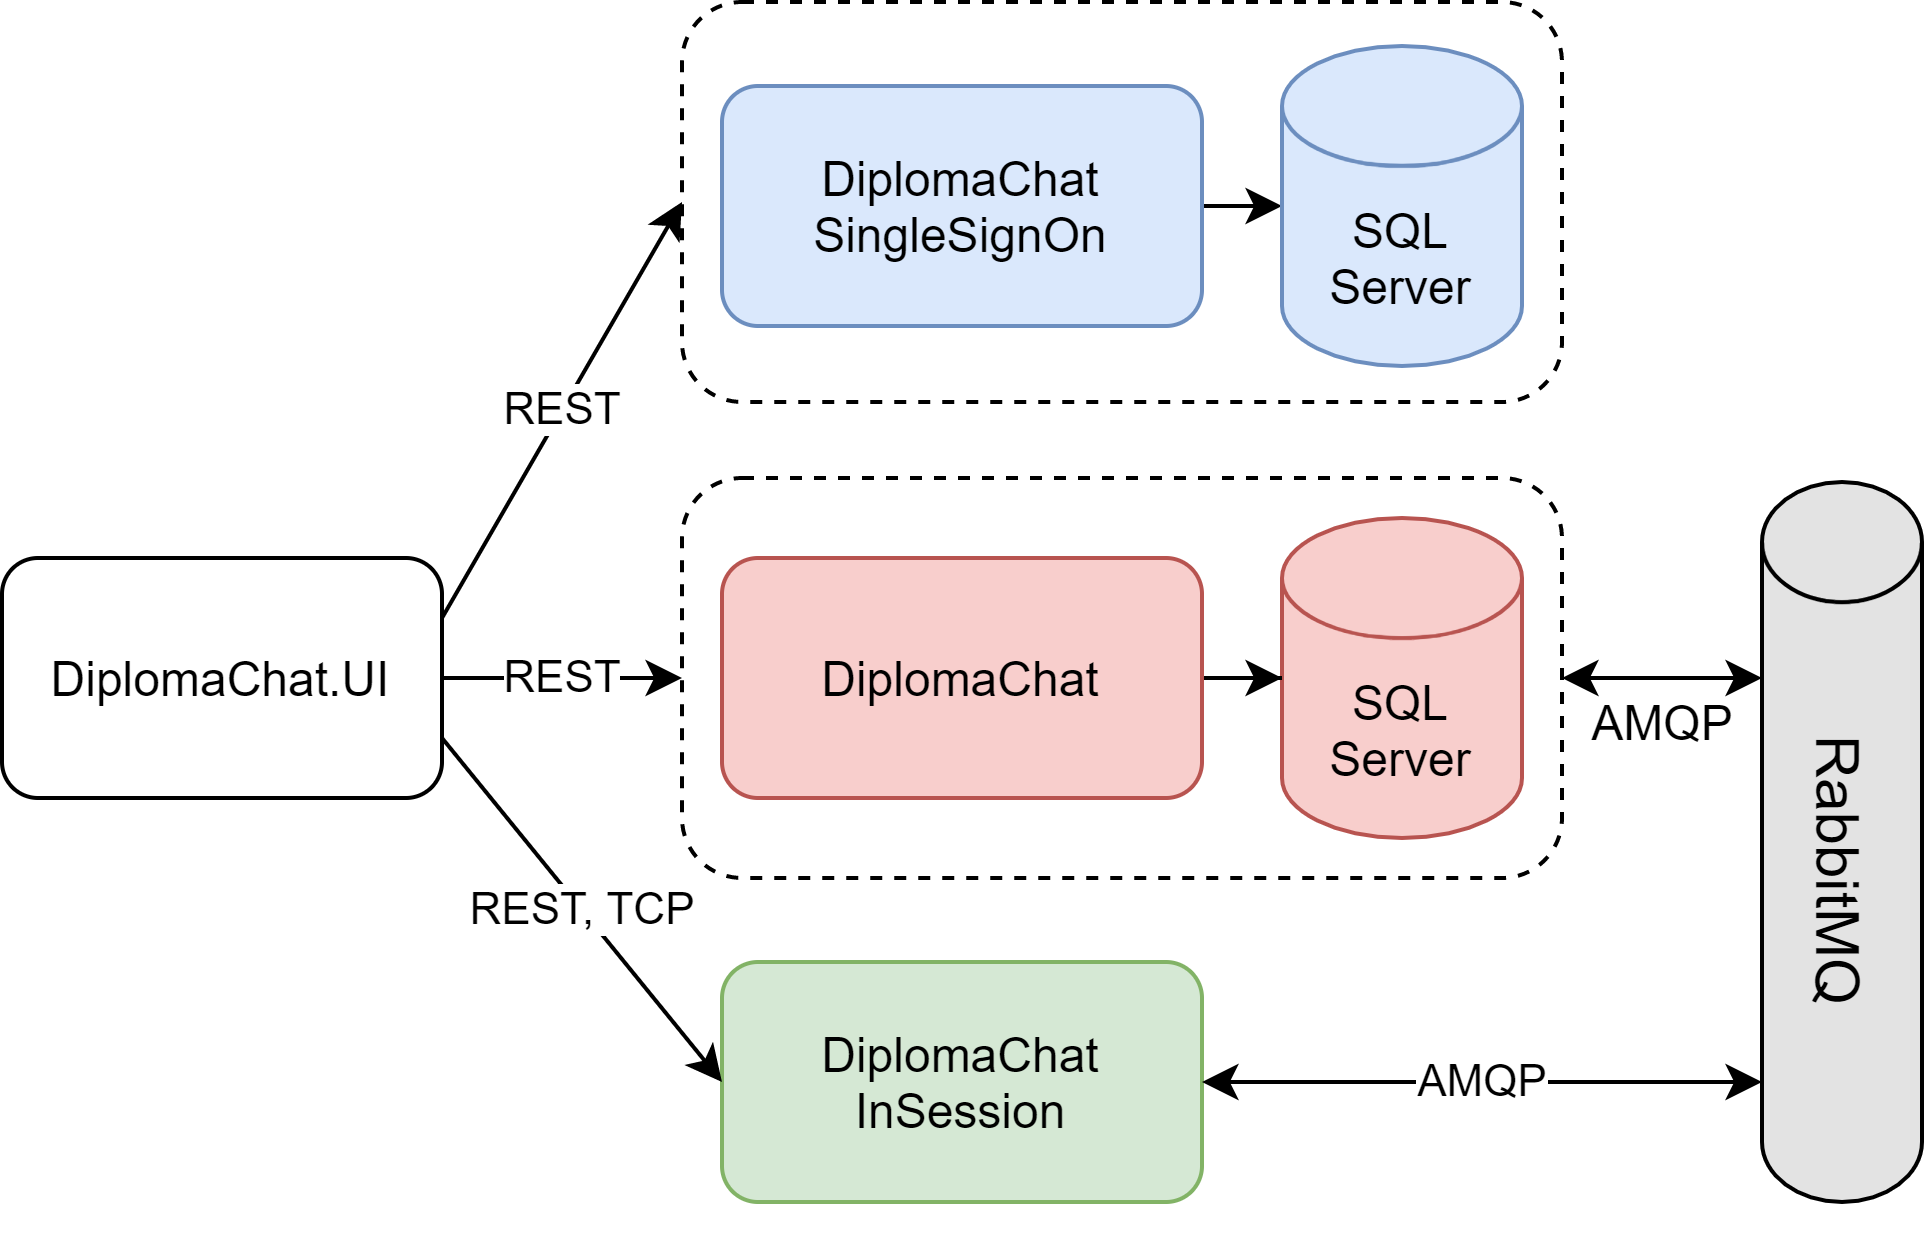 DiplomaChat
SingleSignOn
SQL
Server
REST
DiplomaChat.UI
REST
DiplomaChat
SQL
Server
AMQP
RabbitMQ
REST, TCP
DiplomaChat
InSession
AMQP